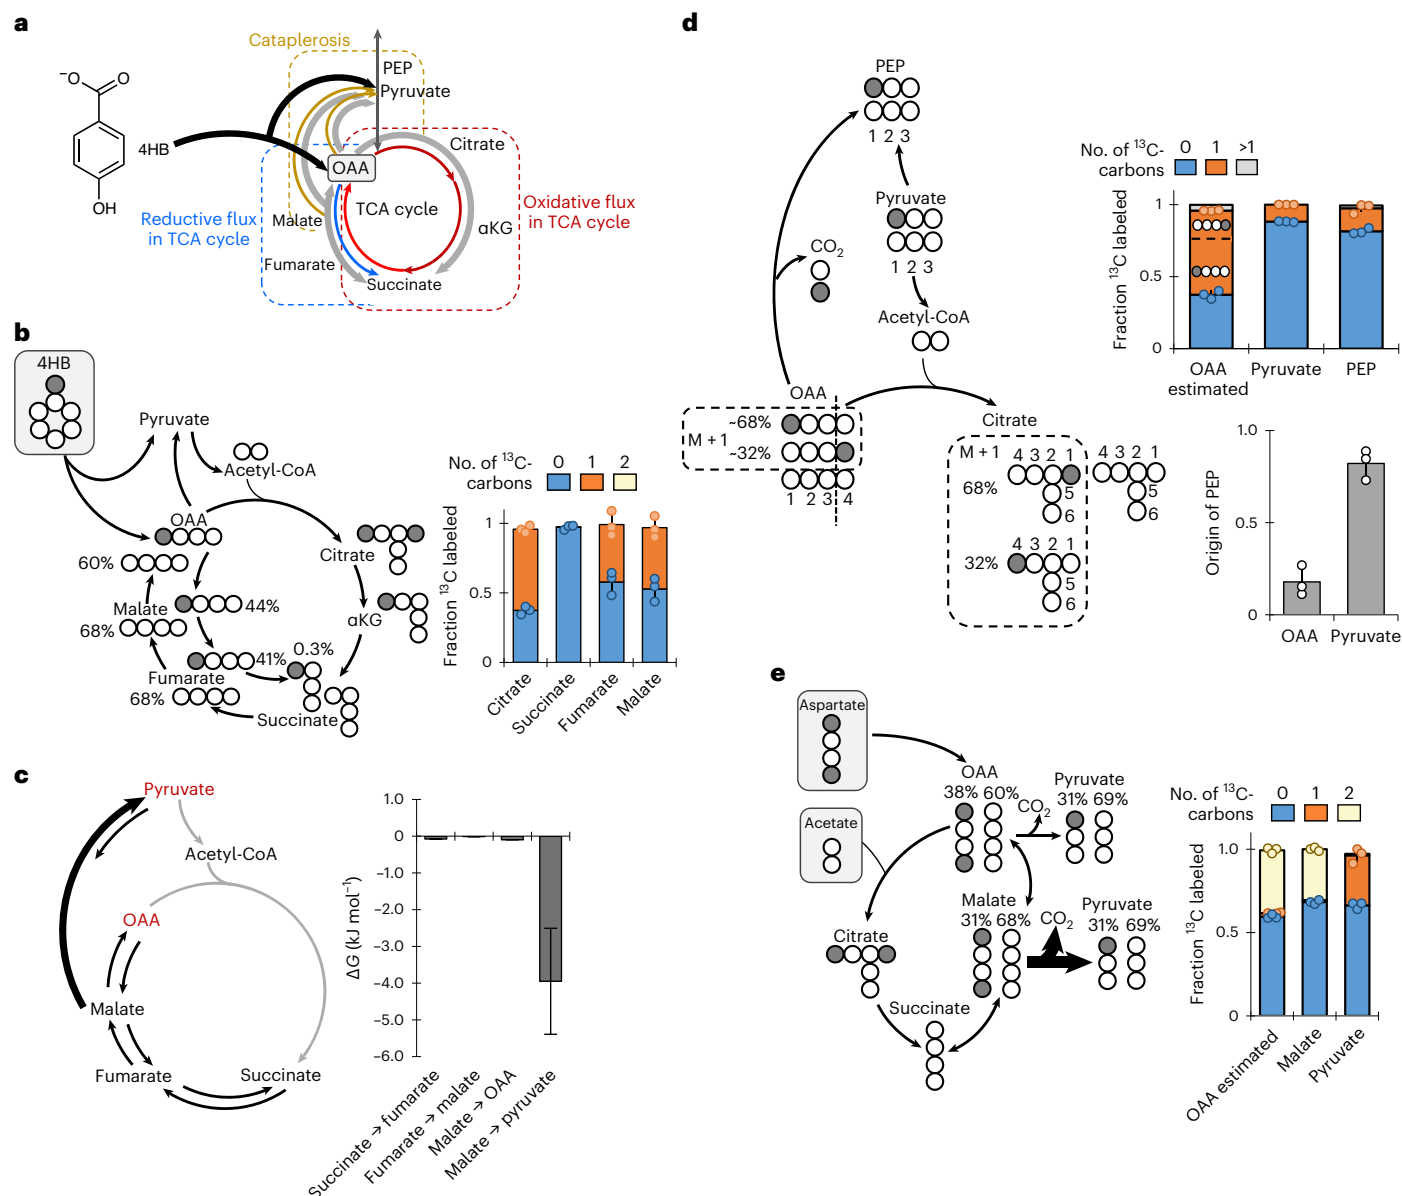 a
Cataplerosis
PEP
Pyruvate
⁻O
O
4HB
OH
OAA
Citrate
TCA cycle
Reductive flux
in TCA cycle
Oxidative flux
in TCA cycle
Malate
αKG
Fumarate
Succinate
b
4HB
Pyruvate
Acetyl-CoA
OAA
60%
Citrate
Malate
44%
68%
αKG
41%
0.3%
Fumarate
68%
Succinate
No. of ¹³C-
carbons
0 1 2
Fraction ¹³C labeled
1
0.5
0
Citrate
Succinate
Fumarate
Malate
c
Pyruvate
Acetyl-CoA
OAA
Malate
Fumarate
Succinate
ΔG (kJ mol⁻¹)
1.0
0
-1.0
-2.0
-3.0
-4.0
-5.0
-6.0
Succinate → fumarate
Fumarate → malate
Malate → OAA
Malate → pyruvate
d
PEP
1 2 3
Pyruvate
1 2 3
CO₂
Acetyl-CoA
OAA
M + 1
~68%
~32%
1 2 3 4
Citrate
M + 1
4 3 2 1
68%
5
6
4 3 2 1
5
6
32%
4 3 2 1
5
6
No. of ¹³C-
carbons
0 1 >1
Fraction ¹³C labeled
1
0.5
0
OAA
estimated
Pyruvate
PEP
Origin of PEP
1.0
0.5
0
OAA
Pyruvate
e
Aspartate
Acetate
OAA
38% 60%
CO₂
Pyruvate
31% 69%
Malate
31% 68%
CO₂
Pyruvate
31% 69%
Citrate
Succinate
No. of ¹³C-
carbons
0 1 2
Fraction ¹³C labeled
1.0
0.5
0
OAA estimated
Malate
Pyruvate